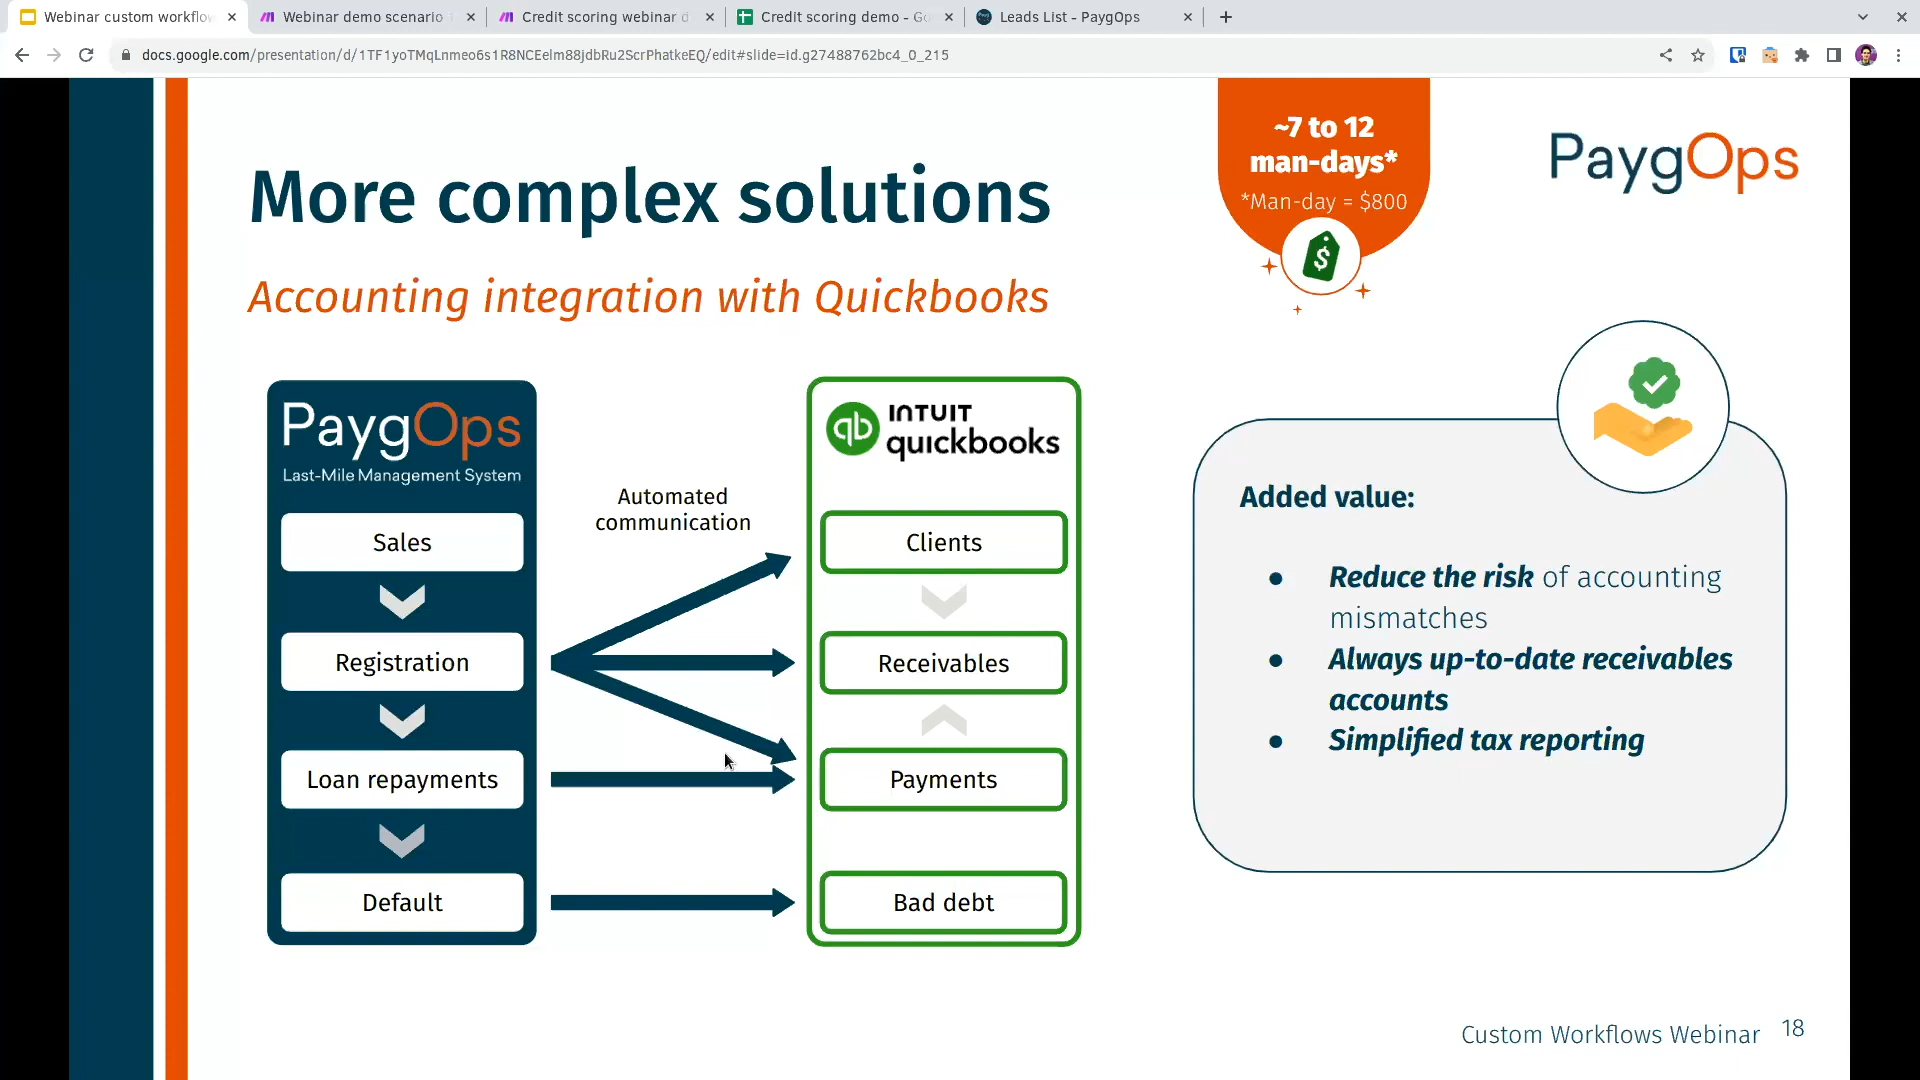 Webinar custom workflo
Webinar demo scenario
Credit scoring webinar d
Credit scoring demo - Go
Leads List - PaygOps
docs.google.com/presentation/d/1TF1yoTMqLnmeo6s1R8NCEelm88jdbRu2ScrPhatkeEQ/edit#slide=id.g27488762bc4_0_215
~7 to 12
man-days*
*Man-day = $800
$
PaygOps
More complex solutions
Accounting integration with Quickbooks
PaygOps
Last-Mile Management System
Sales
Registration
Loan repayments
Default
Automated
communication
qb
INTUIT
quickbooks
Clients
Receivables
Payments
Bad debt
Added value:
● Reduce the risk of accounting
mismatches
● Always up-to-date receivables
accounts
● Simplified tax reporting
Custom Workflows Webinar 18